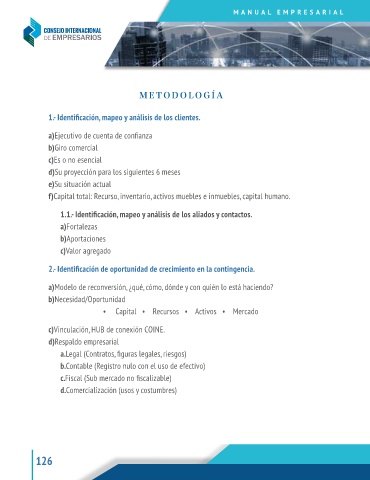 MANUAL EMPRESARIAL
CONSEJO INTERNACIONAL
DE EMPRESARIOS
METODOLOGÍA
1.- Identificación, mapeo y análisis de los clientes.
a)Ejecutivo de cuenta de confianza
b)Giro comercial
c)Es o no esencial
d)Su proyección para los siguientes 6 meses
e)Su situación actual
f)Capital total: Recurso, inventario, activos muebles e inmuebles, capital humano.
1.1.- Identificación, mapeo y análisis de los aliados y contactos.
a)Fortalezas
b)Aportaciones
c)Valor agregado
2.- Identificación de oportunidad de crecimiento en la contingencia.
a)Modelo de reconversión, ¿qué, cómo, dónde y con quién lo está haciendo?
b)Necesidad/Oportunidad
• Capital • Recursos • Activos • Mercado
c)Vinculación, HUB de conexión COINE.
d)Respaldo empresarial
a.Legal (Contratos, figuras legales, riesgos)
b.Contable (Registro nulo con el uso de efectivo)
c.Fiscal (Sub mercado no fiscalizable)
d.Comercialización (usos y costumbres)
126